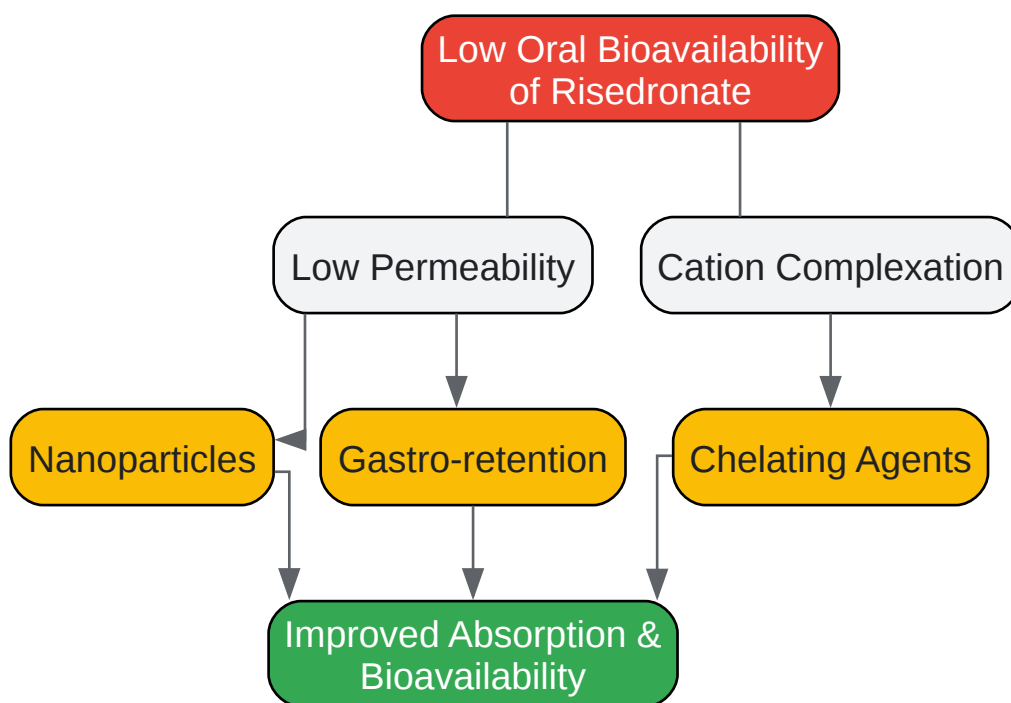 Low Oral Bioavailability
of Risedronate
Low Permeability
Cation Complexation
Nanoparticles
Gastro-retention
Chelating Agents
Improved Absorption &
Bioavailability